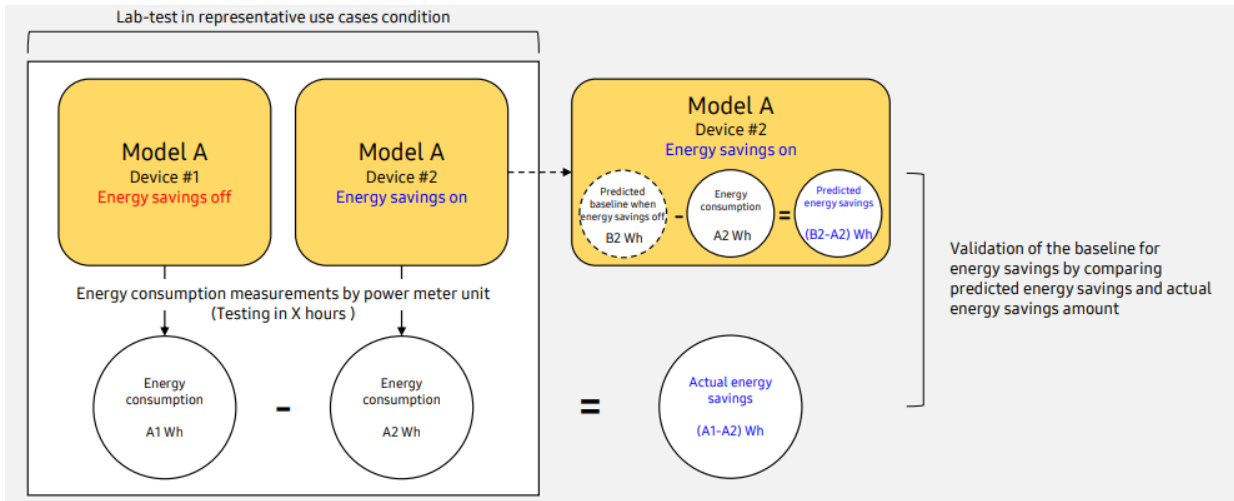 Lab-test in representative use cases condition
Model A
Device #1
Energy savings off
Model A
Device #2
Energy savings on
Model A
Device #2
Energy savings on
Predicted
baseline when
energy savings off
B2 Wh
-
Energy
consumption
A2 Wh
=
Predicted
energy savings
(B2-A2) Wh
Energy consumption measurements by power meter unit
(Testing in X hours )
Energy
consumption
A1 Wh
-
Energy
consumption
A2 Wh
=
Actual energy
savings
(A1-A2) Wh
Validation of the baseline for
energy savings by comparing
predicted energy savings and actual
energy savings amount